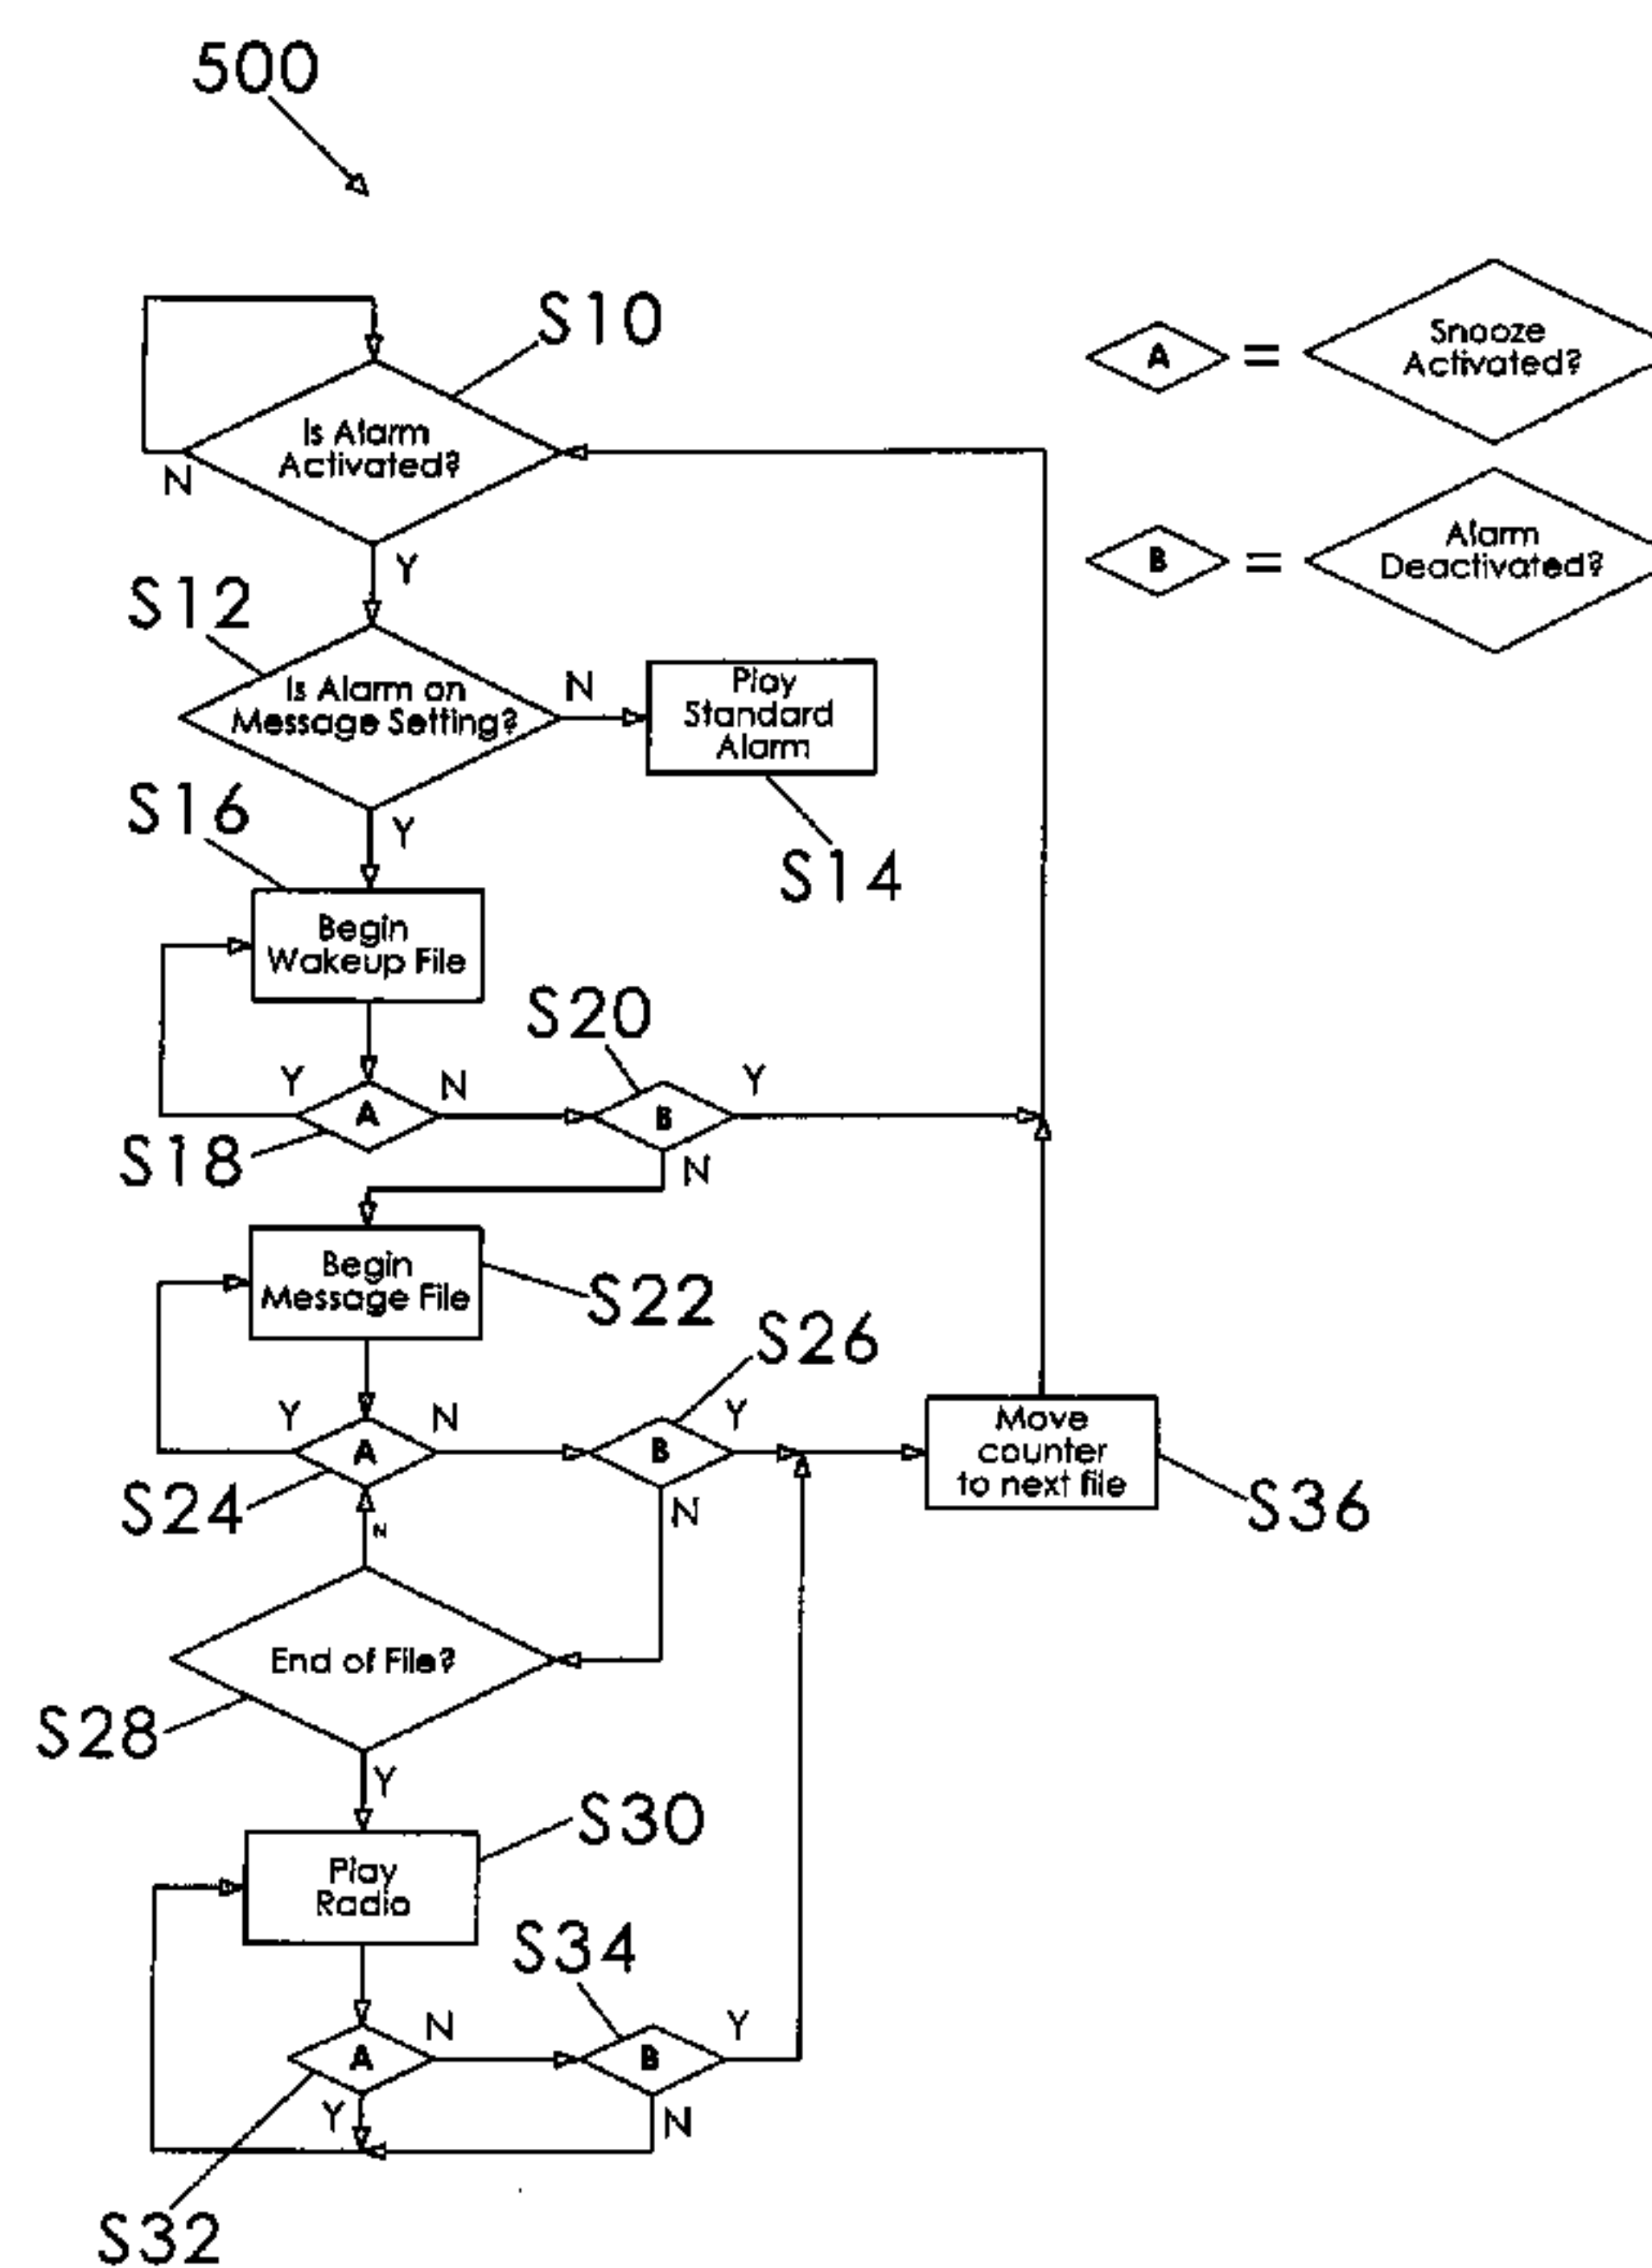 500
S10
Is Alarm
Activated?
N
Y
A
=
Snooze
Activated?
B
=
Alarm
Deactivated?
S12
Is Alarm on
Message Setting?
N
Play
Standard
Alarm
S14
Y
S16
Begin
Wakeup File
S20
Y
A
N
B
Y
S18
N
Begin
Message File
S22
S26
Y
A
N
B
Y
Move
counter
to next file
S24
N
N
S36
End of File?
S28
Y
S30
Play
Radio
S34
A
N
B
Y
Y
N
S32